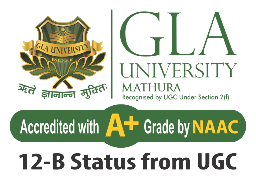 GLA UNIVERSITY
ऋते ज्ञानान्न मुक्तिः
GLA
UNIVERSITY
MATHURA
Recognised by UGC Under Section 2(f)
Accredited with A+ Grade by NAAC
12-B Status from UGC